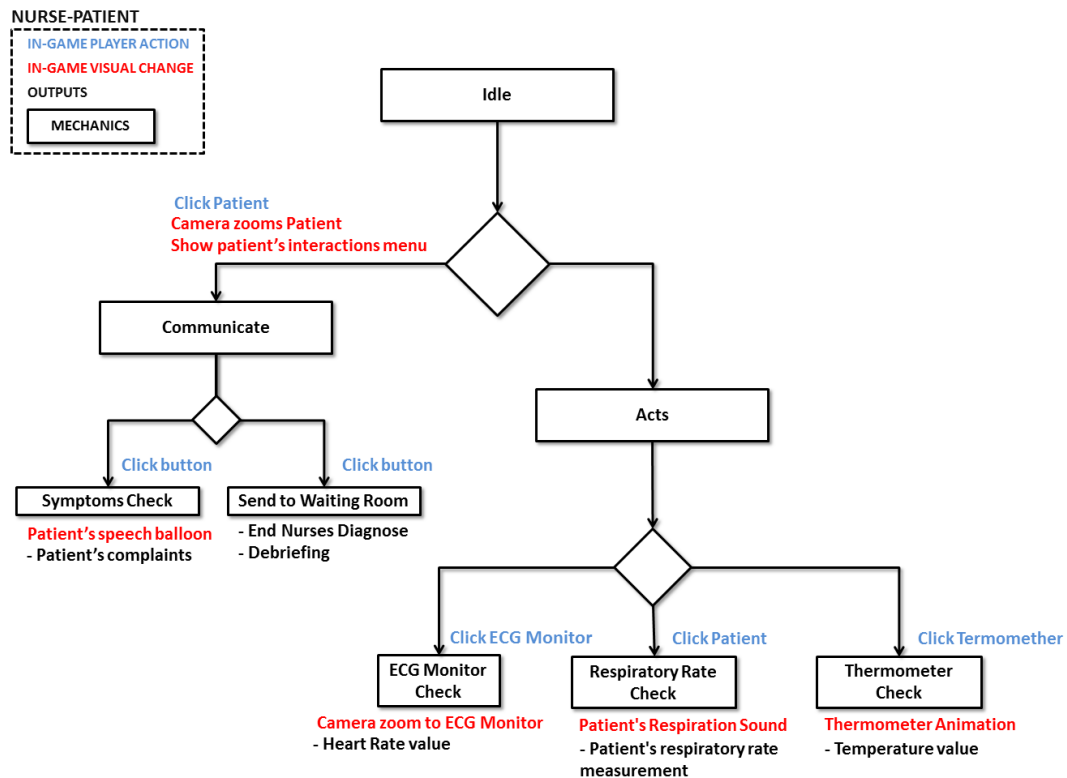 NURSE-PATIENT
IN-GAME PLAYER ACTION
IN-GAME VISUAL CHANGE
OUTPUTS
MECHANICS
Idle
Click Patient
Camera zooms Patient
Show patient's interactions menu
Communicate
Acts
Click button
Click button
Symptoms Check
Send to Waiting Room
Patient's speech balloon
- Patient's complaints
- End Nurses Diagnose
- Debriefing
Click ECG Monitor
Click Patient
Click Termomether
ECG Monitor
Check
Respiratory Rate
Check
Thermometer
Check
Camera zoom to ECG Monitor
- Heart Rate value
Patient's Respiration Sound
- Patient's respiratory rate
measurement
Thermometer Animation
- Temperature value